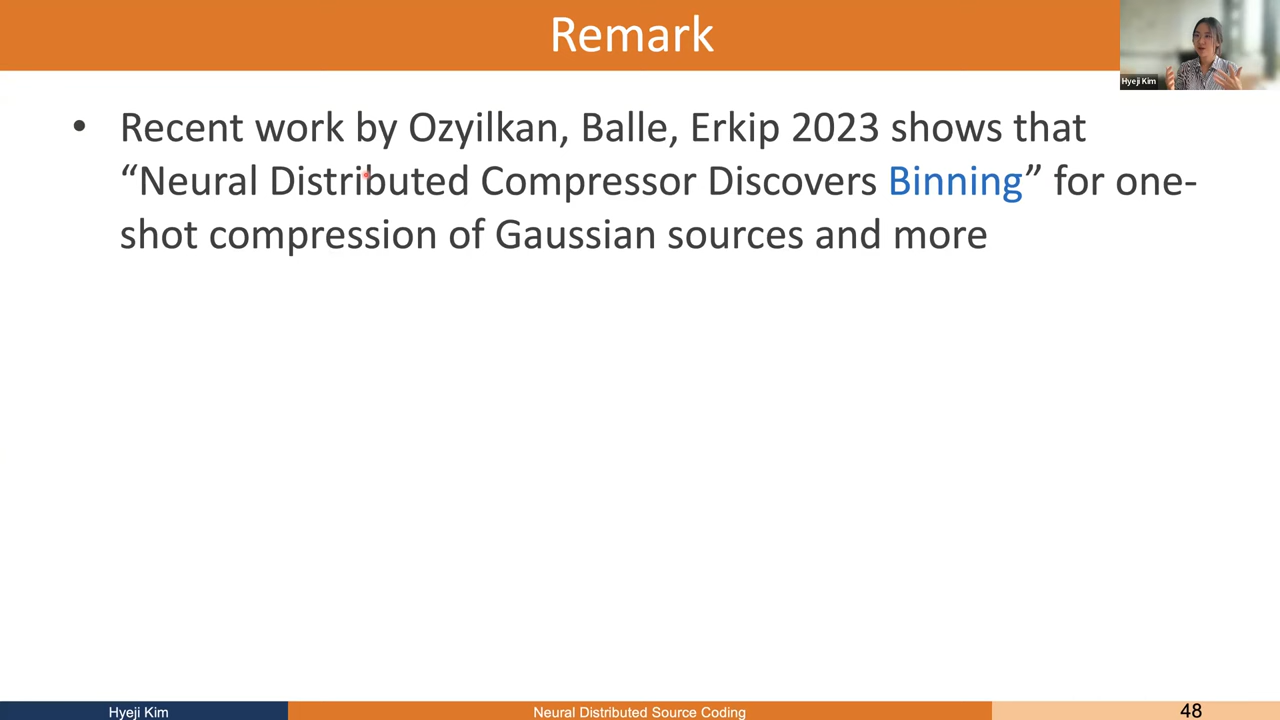 Remark
Hyeji Kim
• Recent work by Ozyilkan, Balle, Erkip 2023 shows that
“Neural Distributed Compressor Discovers Binning” for one-
shot compression of Gaussian sources and more
Hyeji Kim
Neural Distributed Source Coding
48